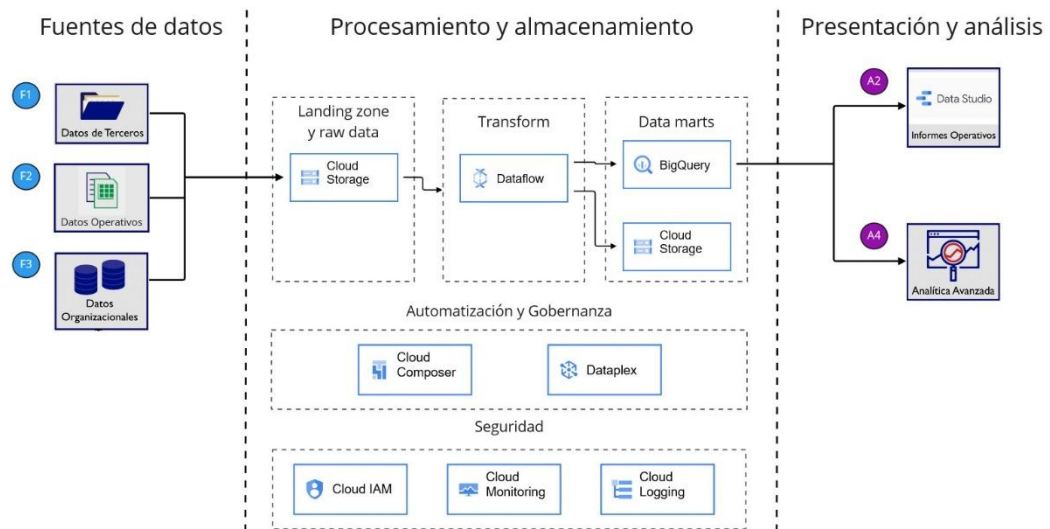 Fuentes de datos
Procesamiento y almacenamiento
Presentación y análisis
F1
Datos de Terceros
F2
Datos Operativos
F3
Datos
Organizacionales
Landing zone
y raw data
Cloud
Storage
Transform
Dataflow
Data marts
BigQuery
Cloud
Storage
Automatización y Gobernanza
Cloud
Composer
Dataplex
Seguridad
Cloud IAM
Cloud
Monitoring
Cloud
Logging
A2
Data Studio
Informes Operativos
A4
Analítica Avanzada